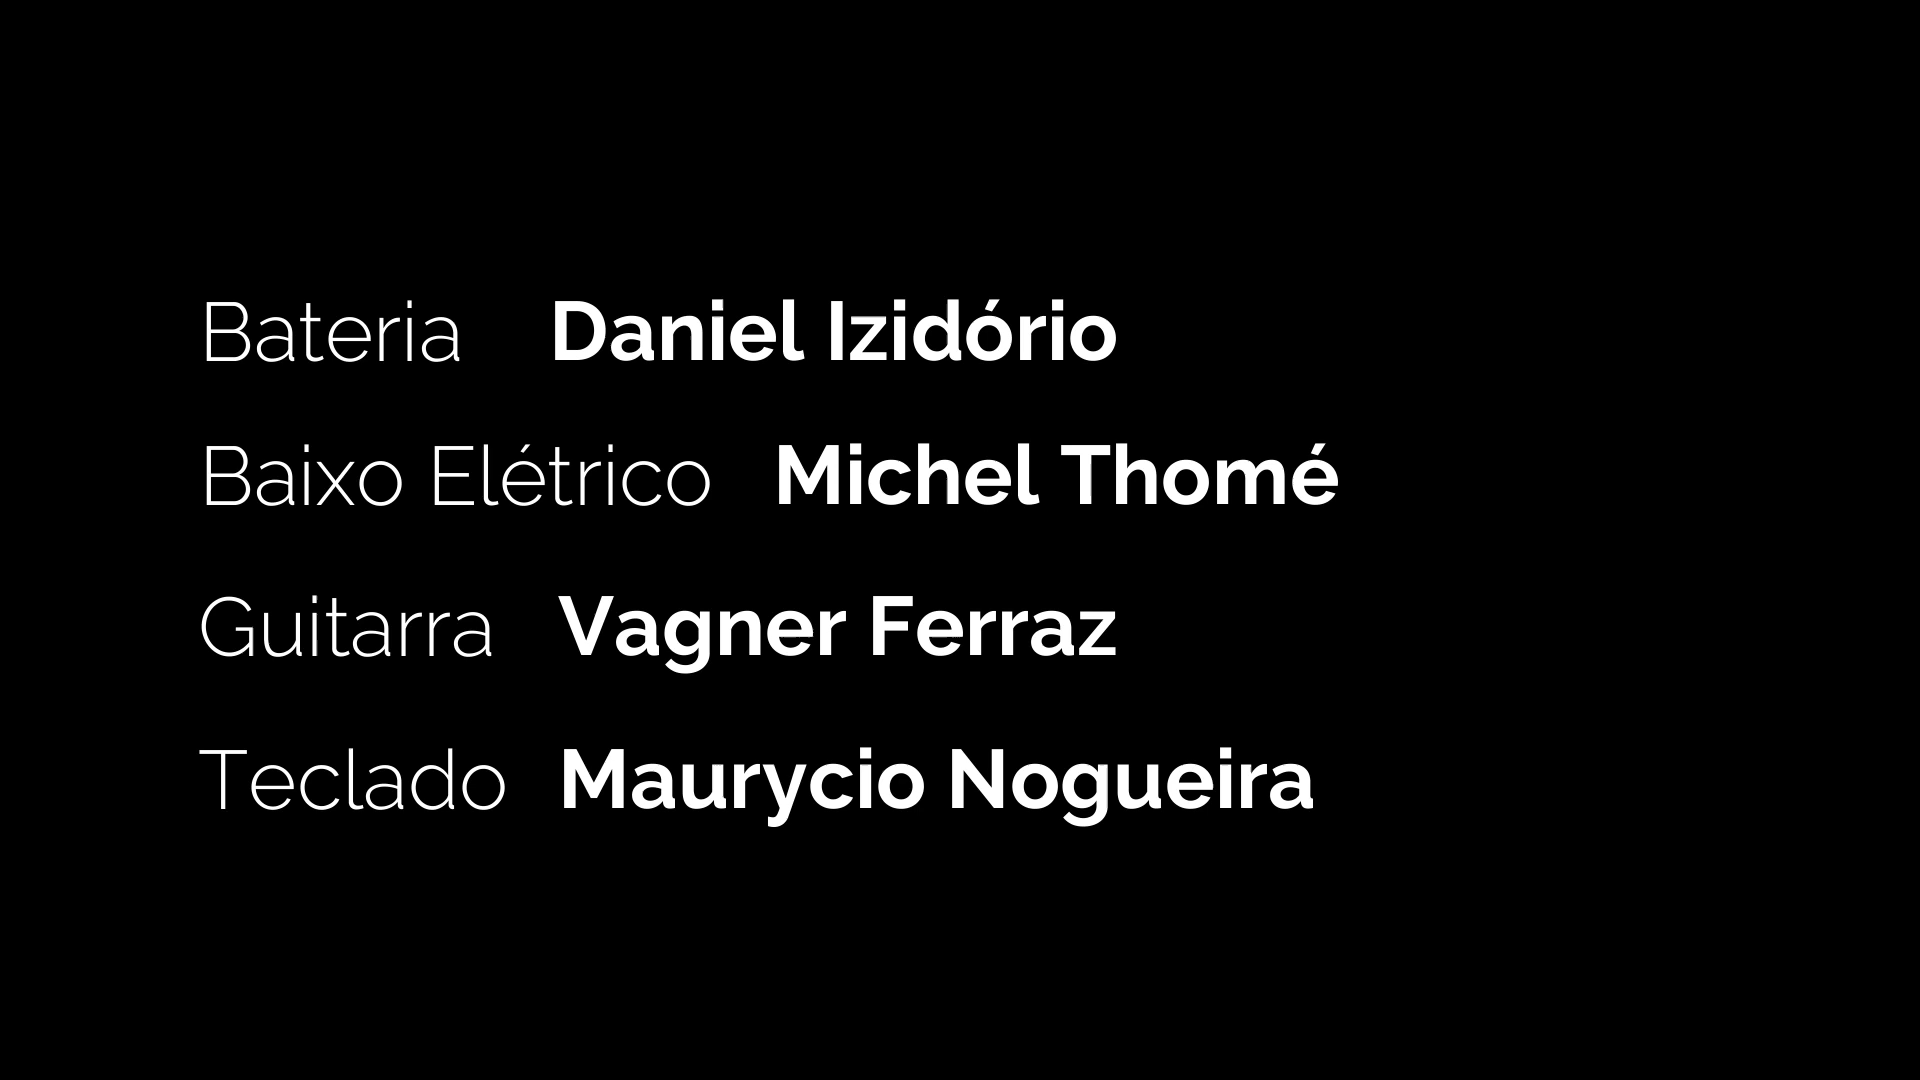 Bateria Daniel Izidório
Baixo Elétrico Michel Thomé
Guitarra Vagner Ferraz
Teclado Maurycio Nogueira